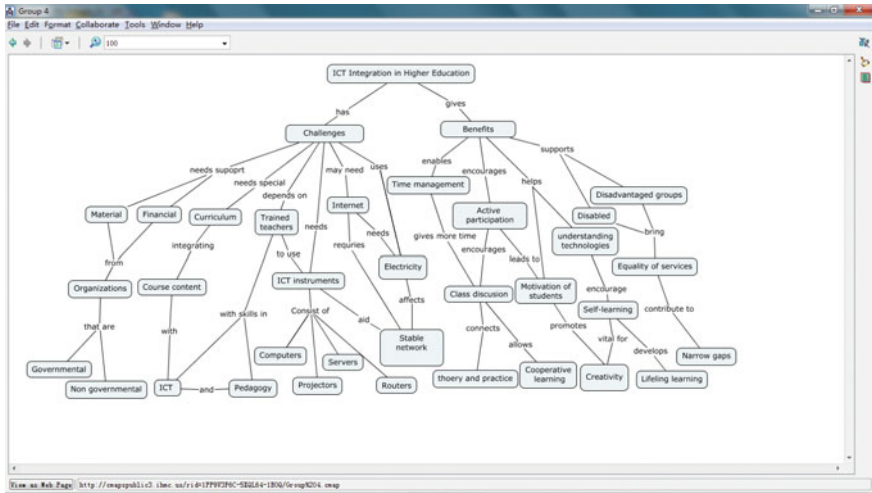 Group 4
File Edit Format Collaborate Tools Window Help
100
ICT Integration in Higher Education
has
gives
Challenges
Benefits
needs supoprt
needs special
depends on
may need
uses
enables
encourages
helps
supports
Time management
Disadvantaged groups
Material
Financial
Curriculum
Trained
teachers
Internet
Active
participation
Disabled
needs
requries
needs
gives more time
encourages
understanding
technologies
bring
integrating
from
to use
Electricity
leads to
Equality of services
Organizations
Course content
ICT instruments
Class discusion
Motivation of
students
encourage
Self-learning
contribute to
that are
with
with skills in
Consist of
aid
affects
connects
allows
promotes
vital for
develops
Stable
network
Computers
Servers
Narrow gaps
Governmental
Non governmental
ICT
and
Pedagogy
Projectors
Routers
thoery and practice
Cooperative
learning
Creativity
Lifeling learning
View as Web Page